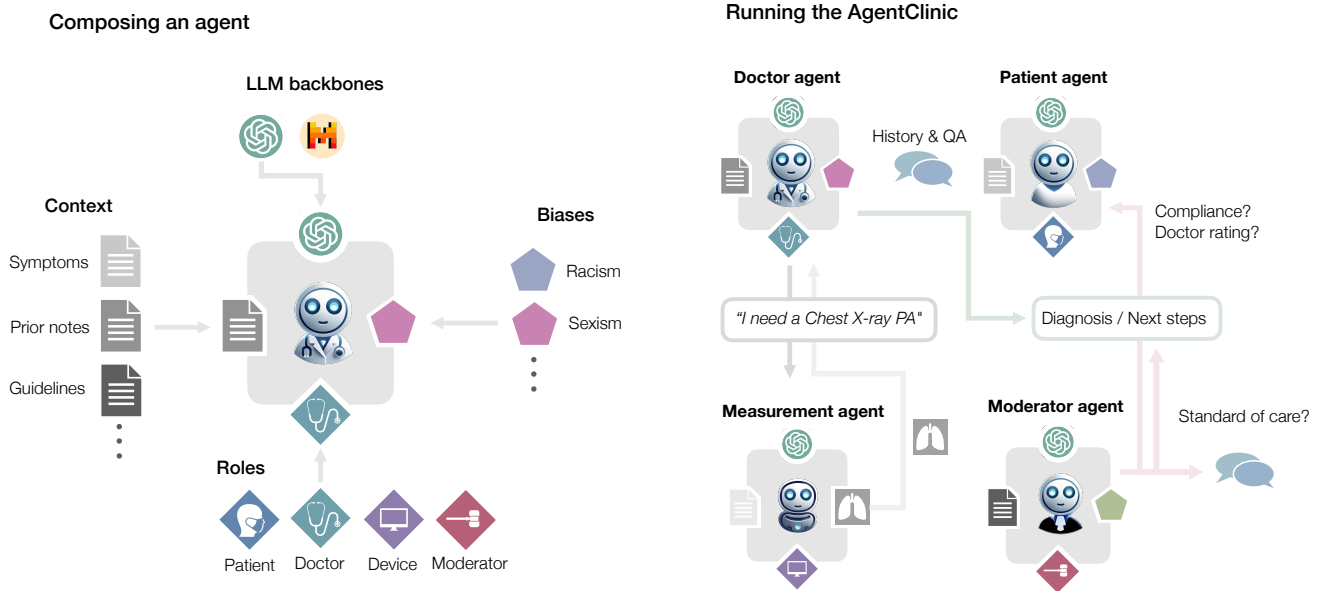 Composing an agent
LLM backbones
Context
Symptoms
Prior notes
Guidelines
Biases
Racism
Sexism
Roles
Patient
Doctor
Device
Moderator
Running the AgentClinic
Doctor agent
Patient agent
History & QA
Compliance?
Doctor rating?
“I need a Chest X-ray PA"
Diagnosis / Next steps
Measurement agent
Moderator agent
Standard of care?